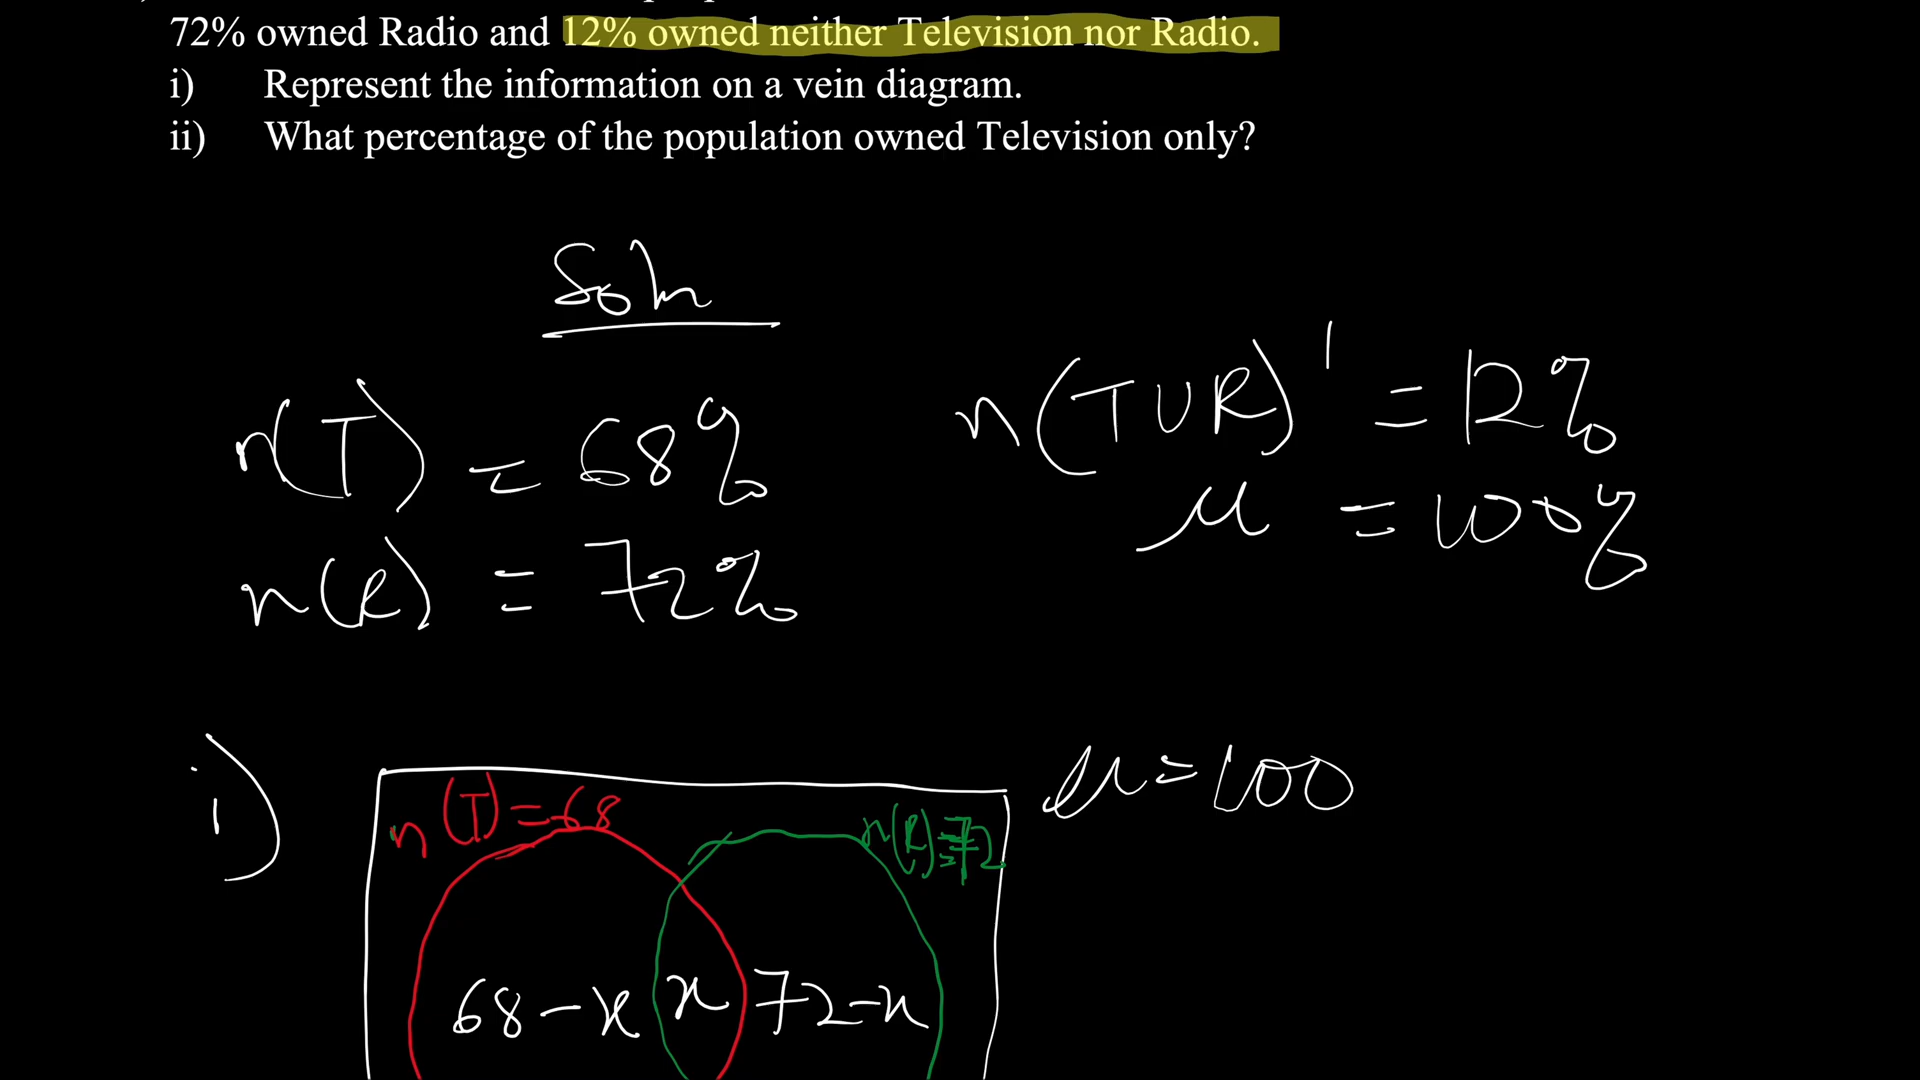 72% owned Radio and 12% owned neither Television nor Radio.
i) Represent the information on a vein diagram.
ii) What percentage of the population owned Television only?
Soln
n(T) = 68%
n(TUR)' = 12%
μ = 100%
n(R) = 72%
i)
μ=100
n(T)=68
n(R)=72
68-x x 72-x